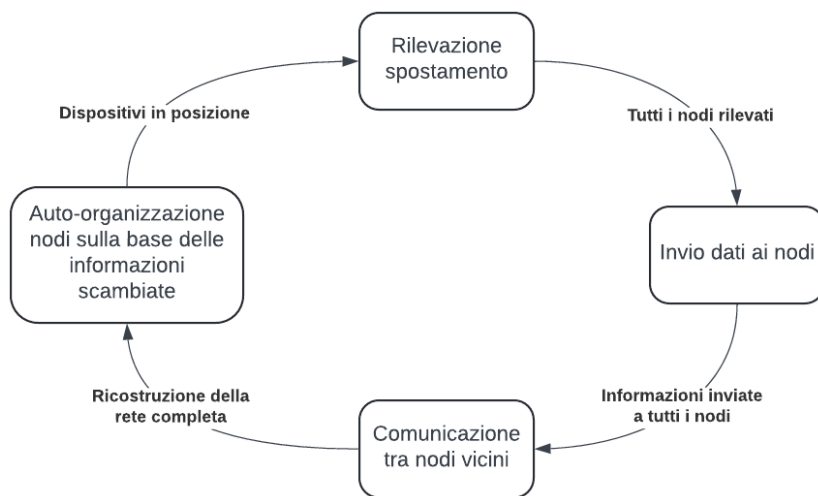 Rilevazione
spostamento
Dispositivi in posizione
Tutti i nodi rilevati
Auto-organizzazione
nodi sulla base delle
informazioni
scambiate
Invio dati ai nodi
Ricostruzione della
rete completa
Informazioni inviate
a tutti i nodi
Comunicazione
tra nodi vicini